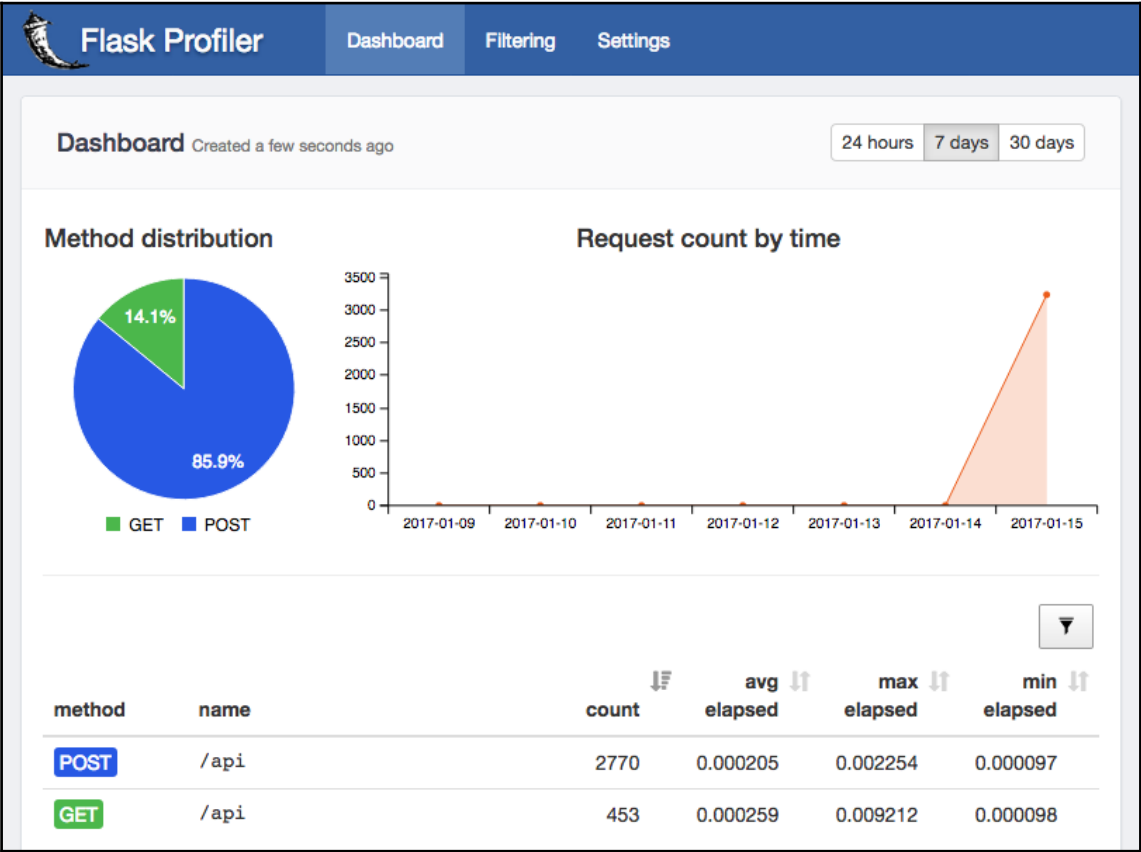 Flask Profiler Dashboard Filtering Settings
Dashboard Created a few seconds ago 24 hours 7 days 30 days
Method distribution Request count by time
14.1%
85.9%
GET POST
3500
3000
2500
2000
1500
1000
500
0
2017-01-09 2017-01-10 2017-01-11 2017-01-12 2017-01-13 2017-01-14 2017-01-15
avg max min
method name count elapsed elapsed elapsed
POST /api 2770 0.000205 0.002254 0.000097
GET /api 453 0.000259 0.009212 0.000098